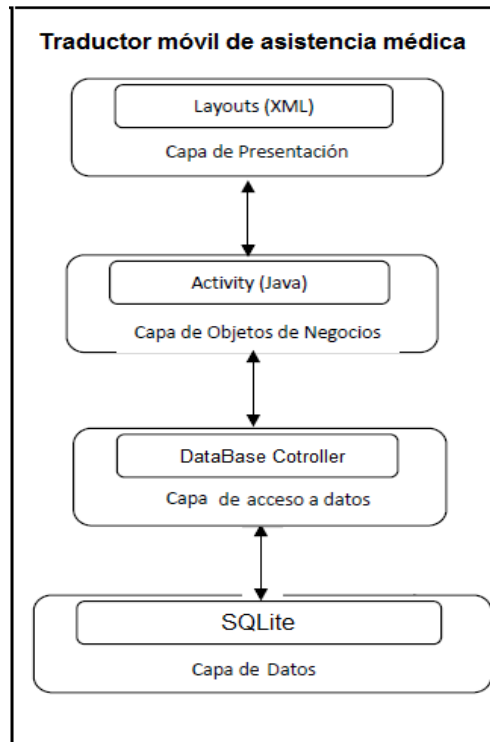 Traductor móvil de asistencia médica
Layouts (XML)
Capa de Presentación
Activity (Java)
Capa de Objetos de Negocios
DataBase Cotroller
Capa de acceso a datos
SQLite
Capa de Datos